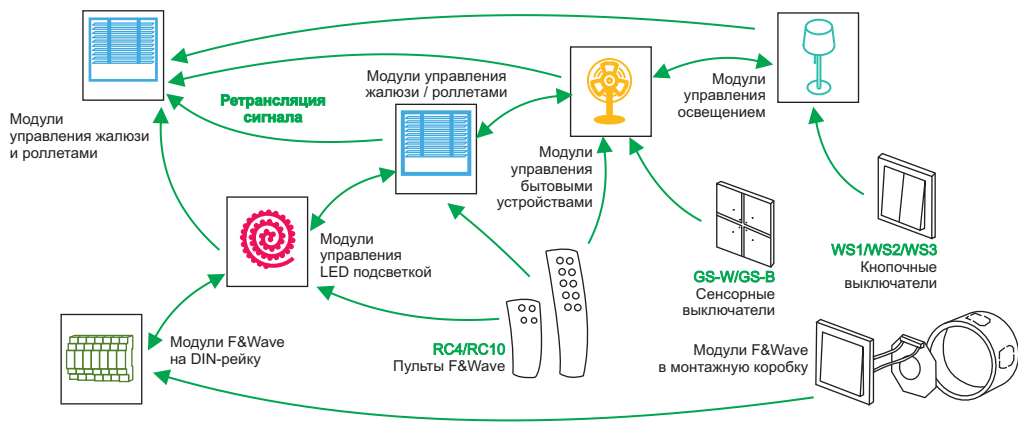 Модули
управления жалюзи
и роллетами
Ретрансляция
сигнала
Модули управления
жалюзи / роллетами
Модули
управления
бытовыми
устройствами
Модули
управления
освещением
Модули
управления
LED подсветкой
GS-W/GS-B
Сенсорные
выключатели
WS1/WS2/WS3
Кнопочные
выключатели
Модули F&Wave
на DIN-рейку
RC4/RC10
Пульты F&Wave
Модули F&Wave
в монтажную коробку